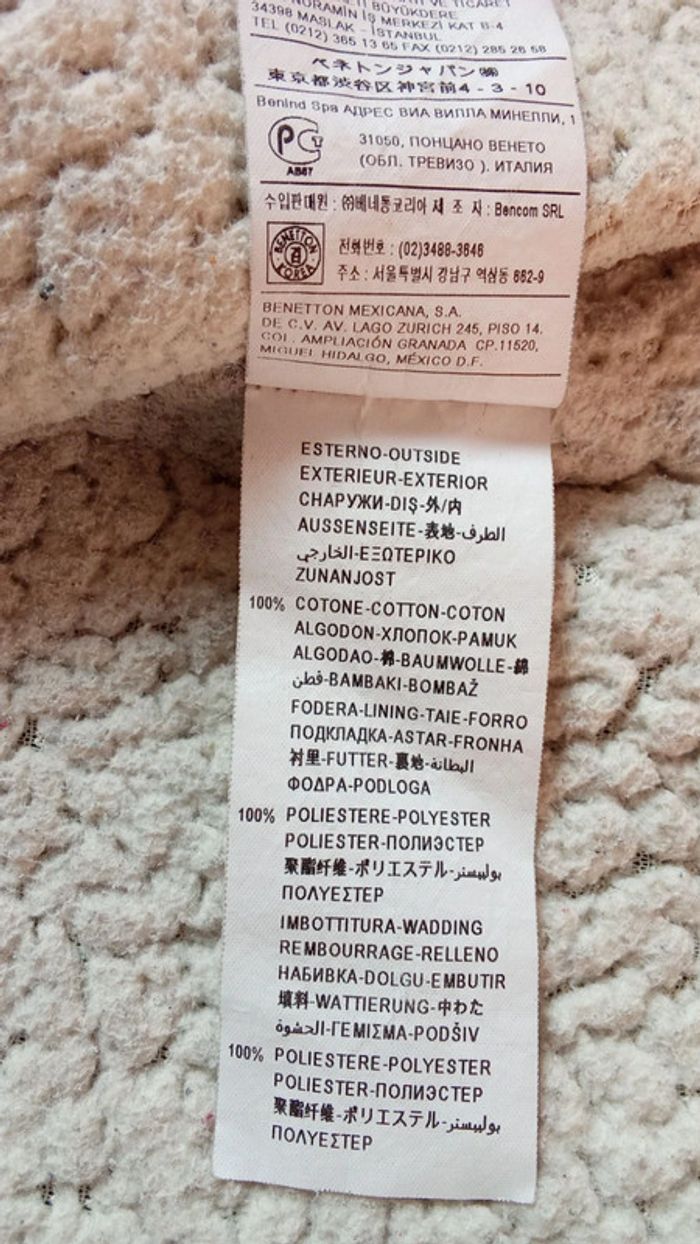 NORAMIN İŞ MERKEZİ KAT B-4
34398 MASLAK - İSTANBUL
TEL (0212) 365 13 65 FAX (0212) 285 26 58
ベネトンジャパン㈱
東京都渋谷区神宮前4-3-10
Benind Spa АДРЕС ВИА ВИЛЛА МИНЕЛЛИ, 1
АВ67
31050, ПОНЦАНО ВЕНЕТО
(ОБЛ. ТРЕВИЗО ). ИТАЛИЯ
수입판매원 : ㈜베네통코리아 제 조 자 : Bencom SRL
BENETTON KOREA
전화번호 : (02)3488-3646
주소 : 서울특별시 강남구 역삼동 662-9
BENETTON MEXICANA, S.A.
DE C.V. AV. LAGO ZURICH 245, PISO 14.
COL. AMPLIACIÓN GRANADA CP.11520,
MIGUEL HIDALGO, MÉXICO D.F.
ESTERNO-OUTSIDE
EXTERIEUR-EXTERIOR
СНАРУЖИ-DIŞ-外/内
AUSSENSEITE-表地-الطرف
الخارجي-ΕΞΩΤΕΡΙΚΟ
ZUNANJOST
100% COTONE-COTTON-COTON
ALGODON-ХЛОПОК-PAMUK
ALGODAO-棉-BAUMWOLLE-綿
قطن-BAMBAKI-BOMBAŽ
FODERA-LINING-TAIE-FORRO
ПОДКЛАДКА-ASTAR-FRONHA
衬里-FUTTER-裏地-البطانة
ΦΟΔΡΑ-PODLOGA
100% POLIESTERE-POLYESTER
POLIESTER-ПОЛИЭСТЕР
聚酯纤维-ポリエステル-بوليستر
ΠΟΛΥΕΣΤΕΡ
IMBOTTITURA-WADDING
REMBOURRAGE-RELLENO
НАБИВКА-DOLGU-EMBUTIR
填料-WATTIERUNG-中わた
الحشوة-ΓΕΜΙΣΜΑ-PODŠIV
100% POLIESTERE-POLYESTER
POLIESTER-ПОЛИЭСТЕР
聚酯纤维-ポリエステル-بوليستر
ΠΟΛΥΕΣΤΕΡ